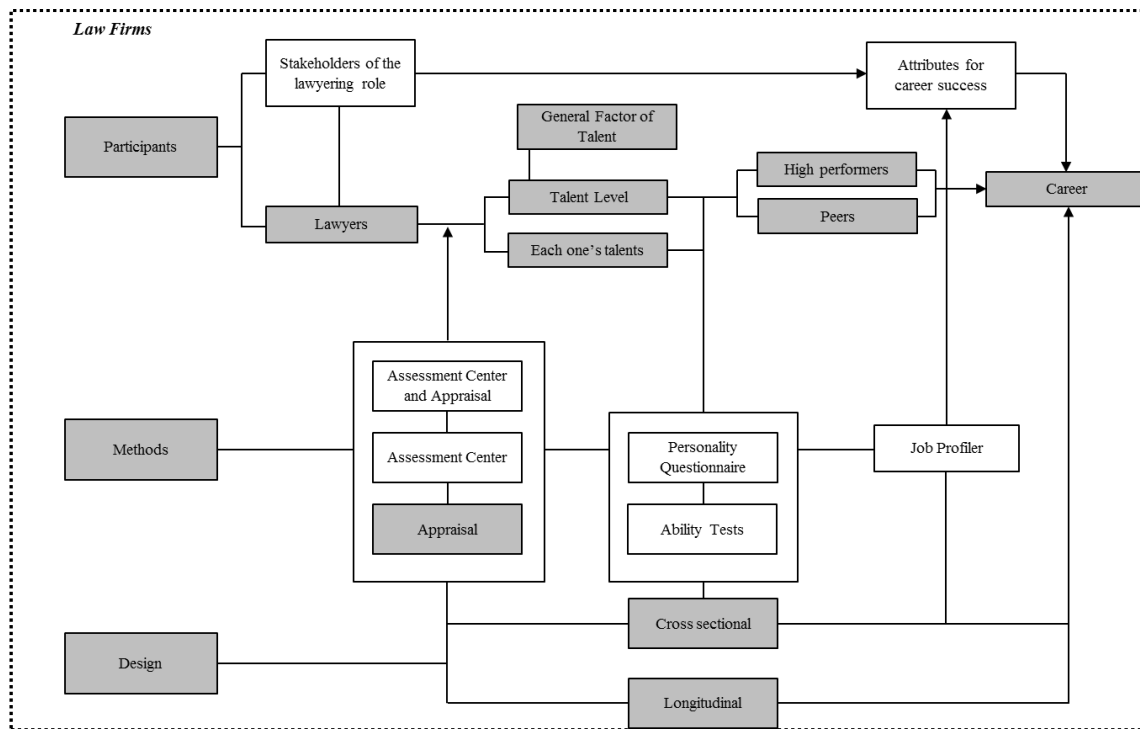 Law Firms
Stakeholders of the
lawyering role
Attributes for
career success
General Factor of
Talent
Participants
High performers
Talent Level
Career
Peers
Lawyers
Each one’s talents
Assessment Center
and Appraisal
Methods
Assessment Center
Personality
Questionnaire
Job Profiler
Appraisal
Ability Tests
Cross sectional
Design
Longitudinal